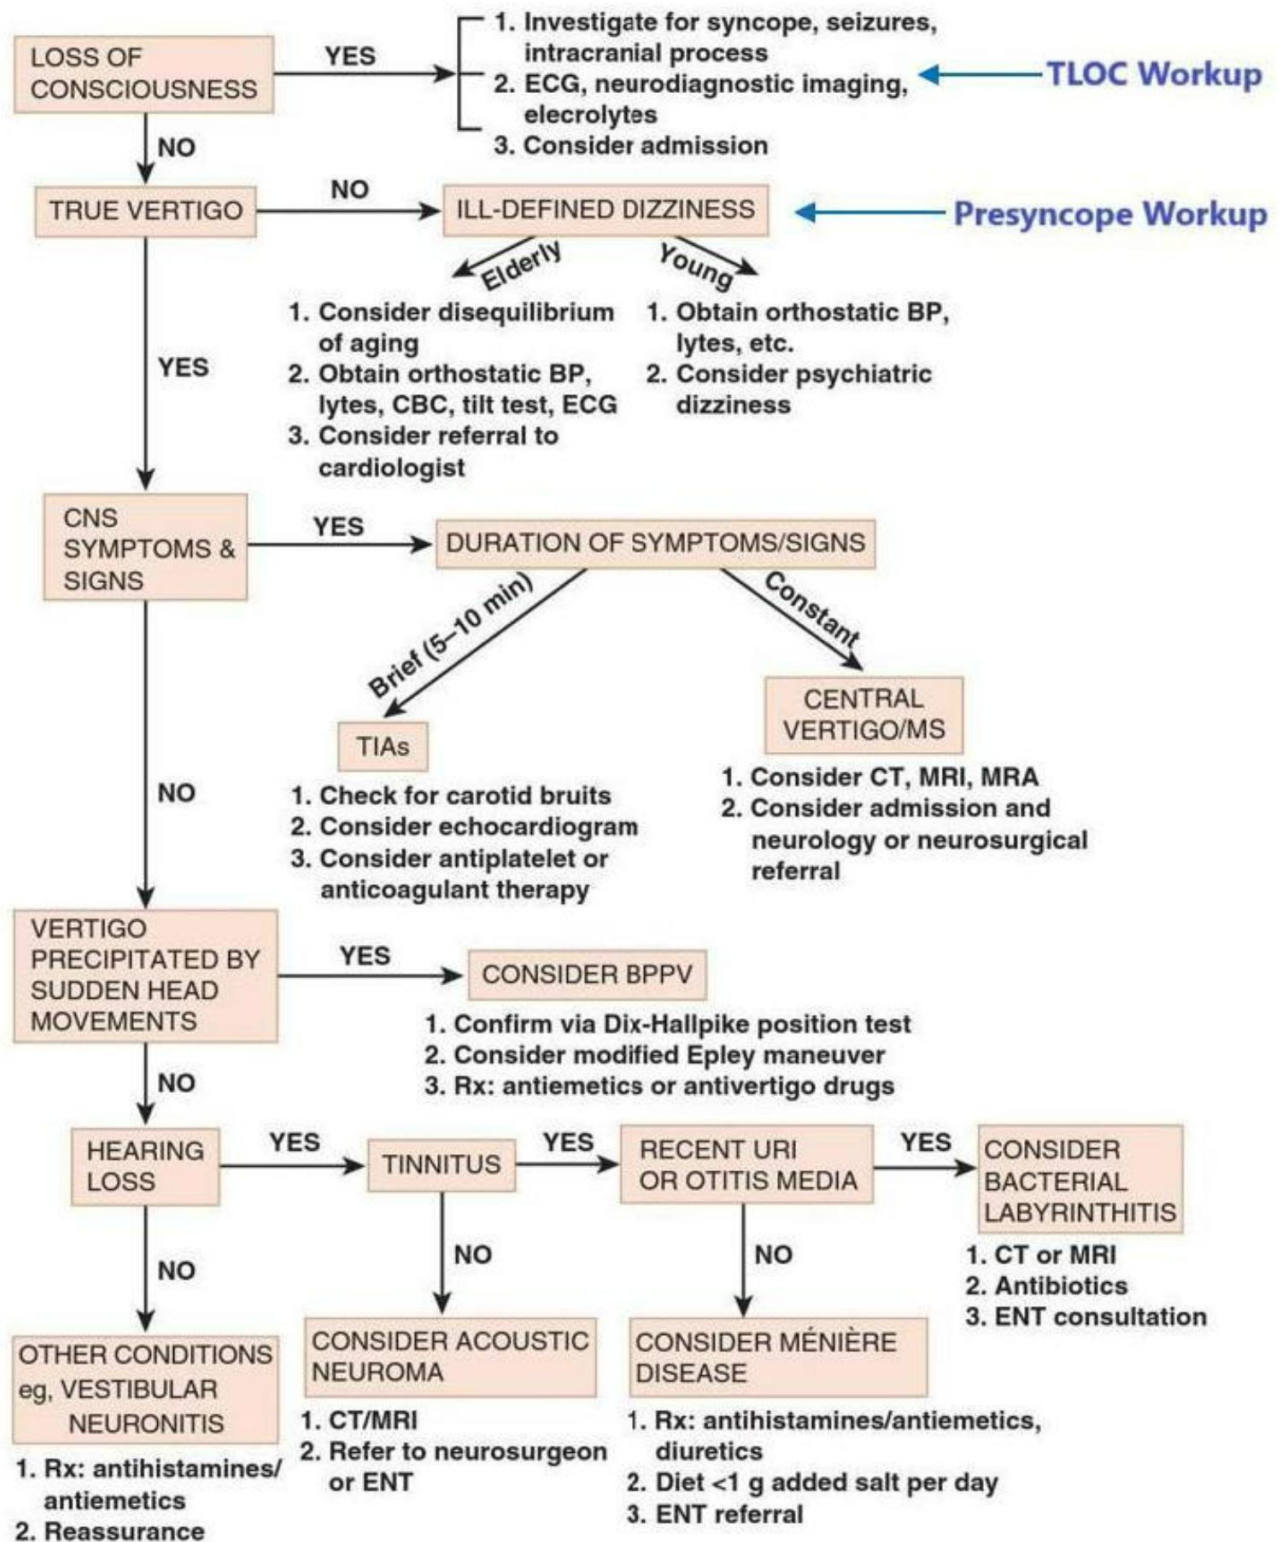 LOSS OF
CONSCIOUSNESS
YES
1. Investigate for syncope, seizures,
intracranial process
2. ECG, neurodiagnostic imaging,
elecrolytes
3. Consider admission
TLOC Workup
NO
TRUE VERTIGO
NO
ILL-DEFINED DIZZINESS
Presyncope Workup
Elderly
Young
1. Consider disequilibrium
of aging
2. Obtain orthostatic BP,
lytes, CBC, tilt test, ECG
3. Consider referral to
cardiologist
1. Obtain orthostatic BP,
lytes, etc.
2. Consider psychiatric
dizziness
YES
CNS
SYMPTOMS &
SIGNS
YES
DURATION OF SYMPTOMS/SIGNS
Brief (5–10 min)
Constant
TIAs
1. Check for carotid bruits
2. Consider echocardiogram
3. Consider antiplatelet or
anticoagulant therapy
CENTRAL
VERTIGO/MS
1. Consider CT, MRI, MRA
2. Consider admission and
neurology or neurosurgical
referral
NO
VERTIGO
PRECIPITATED BY
SUDDEN HEAD
MOVEMENTS
YES
CONSIDER BPPV
1. Confirm via Dix-Hallpike position test
2. Consider modified Epley maneuver
3. Rx: antiemetics or antivertigo drugs
NO
HEARING
LOSS
YES
TINNITUS
YES
RECENT URI
OR OTITIS MEDIA
YES
CONSIDER
BACTERIAL
LABYRINTHITIS
1. CT or MRI
2. Antibiotics
3. ENT consultation
NO
NO
NO
OTHER CONDITIONS
eg, VESTIBULAR
NEURONITIS
1. Rx: antihistamines/
antiemetics
2. Reassurance
CONSIDER ACOUSTIC
NEUROMA
1. CT/MRI
2. Refer to neurosurgeon
or ENT
CONSIDER MÉNIÈRE
DISEASE
1. Rx: antihistamines/antiemetics,
diuretics
2. Diet <1 g added salt per day
3. ENT referral